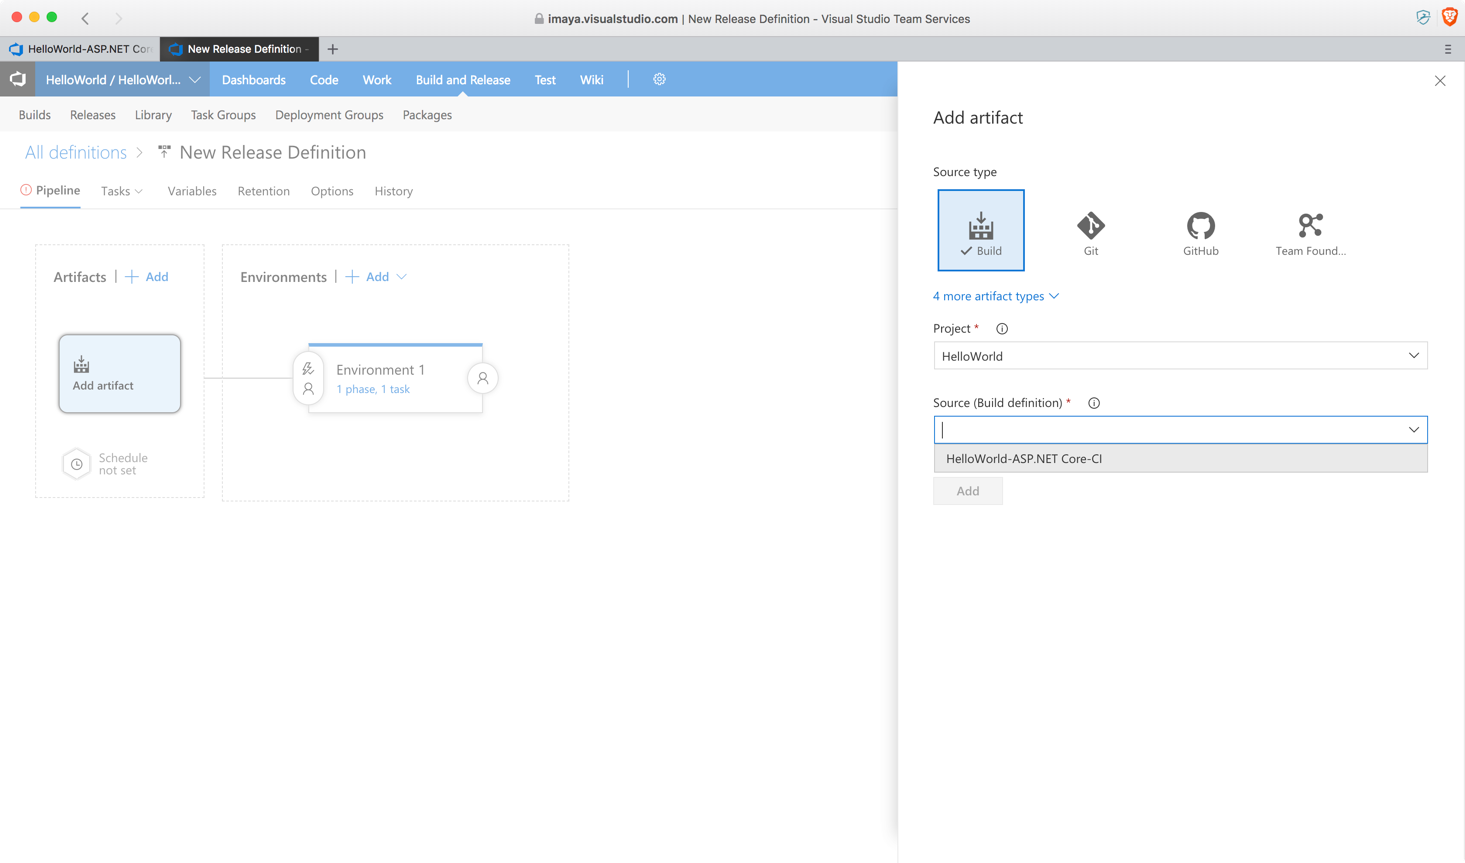 imaya.visualstudio.com | New Release Definition - Visual Studio Team Services
HelloWorld-ASP.NET Cor
New Release Definition -
HelloWorld / HelloWorl...
Dashboards
Code
Work
Build and Release
Test
Wiki
Builds
Releases
Library
Task Groups
Deployment Groups
Packages
All definitions > New Release Definition
Pipeline
Tasks
Variables
Retention
Options
History
Artifacts | + Add
Environments | + Add
Add artifact
Schedule
not set
Environment 1
1 phase, 1 task
Add artifact
Source type
Build
Git
GitHub
Team Found...
4 more artifact types
Project *
HelloWorld
Source (Build definition) *
HelloWorld-ASP.NET Core-CI
Add